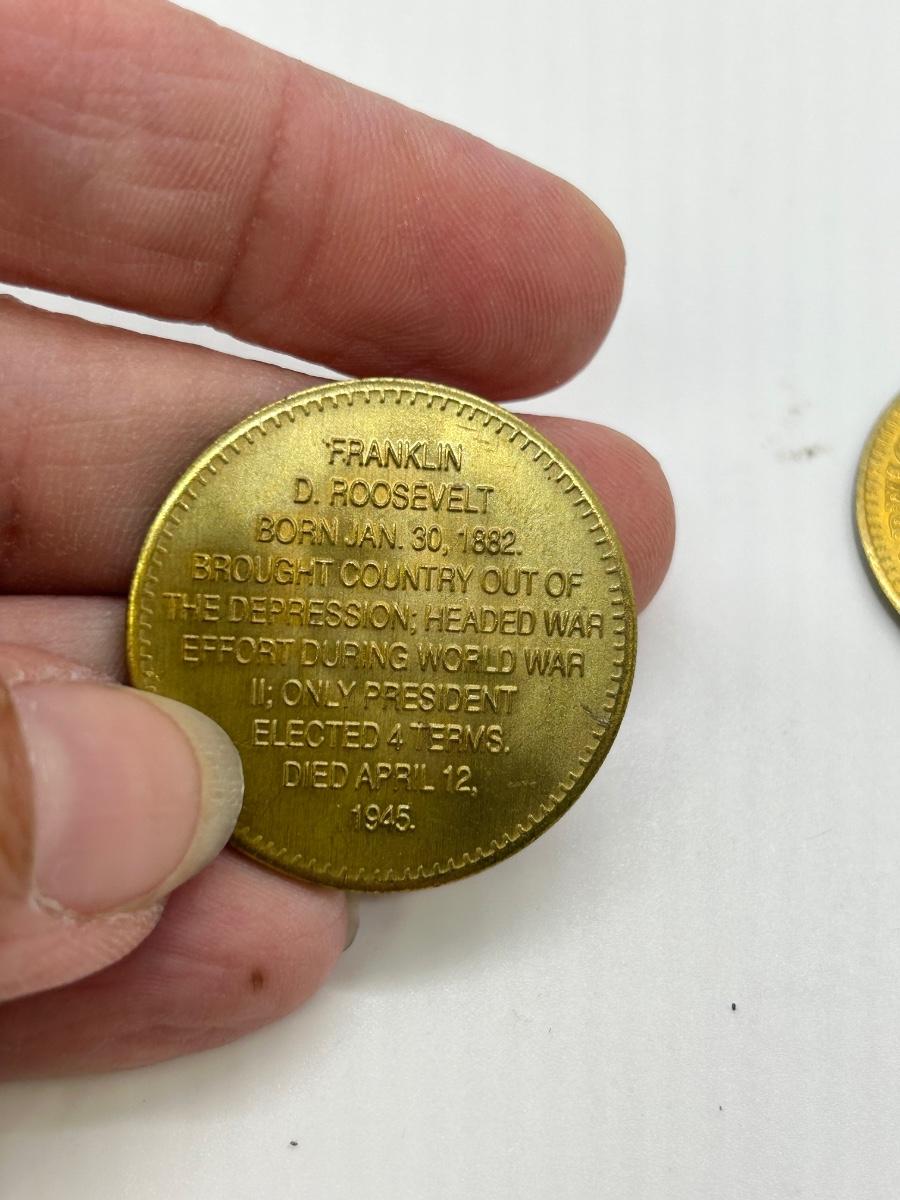 FRANKLIN
D. ROOSEVELT
BORN JAN. 30, 1882.
BROUGHT COUNTRY OUT OF
THE DEPRESSION; HEADED WAR
EFFORT DURING WORLD WAR
II; ONLY PRESIDENT
ELECTED 4 TERMS.
DIED APRIL 12,
1945.